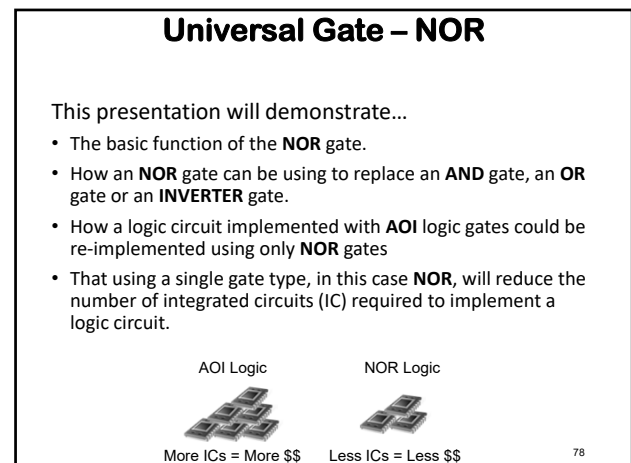 Universal Gate – NOR
This presentation will demonstrate…
• The basic function of the NOR gate.
• How an NOR gate can be using to replace an AND gate, an OR
gate or an INVERTER gate.
• How a logic circuit implemented with AOI logic gates could be
re-implemented using only NOR gates
• That using a single gate type, in this case NOR, will reduce the
number of integrated circuits (IC) required to implement a
logic circuit.
AOI Logic NOR Logic
More ICs = More $$ Less ICs = Less $$
78